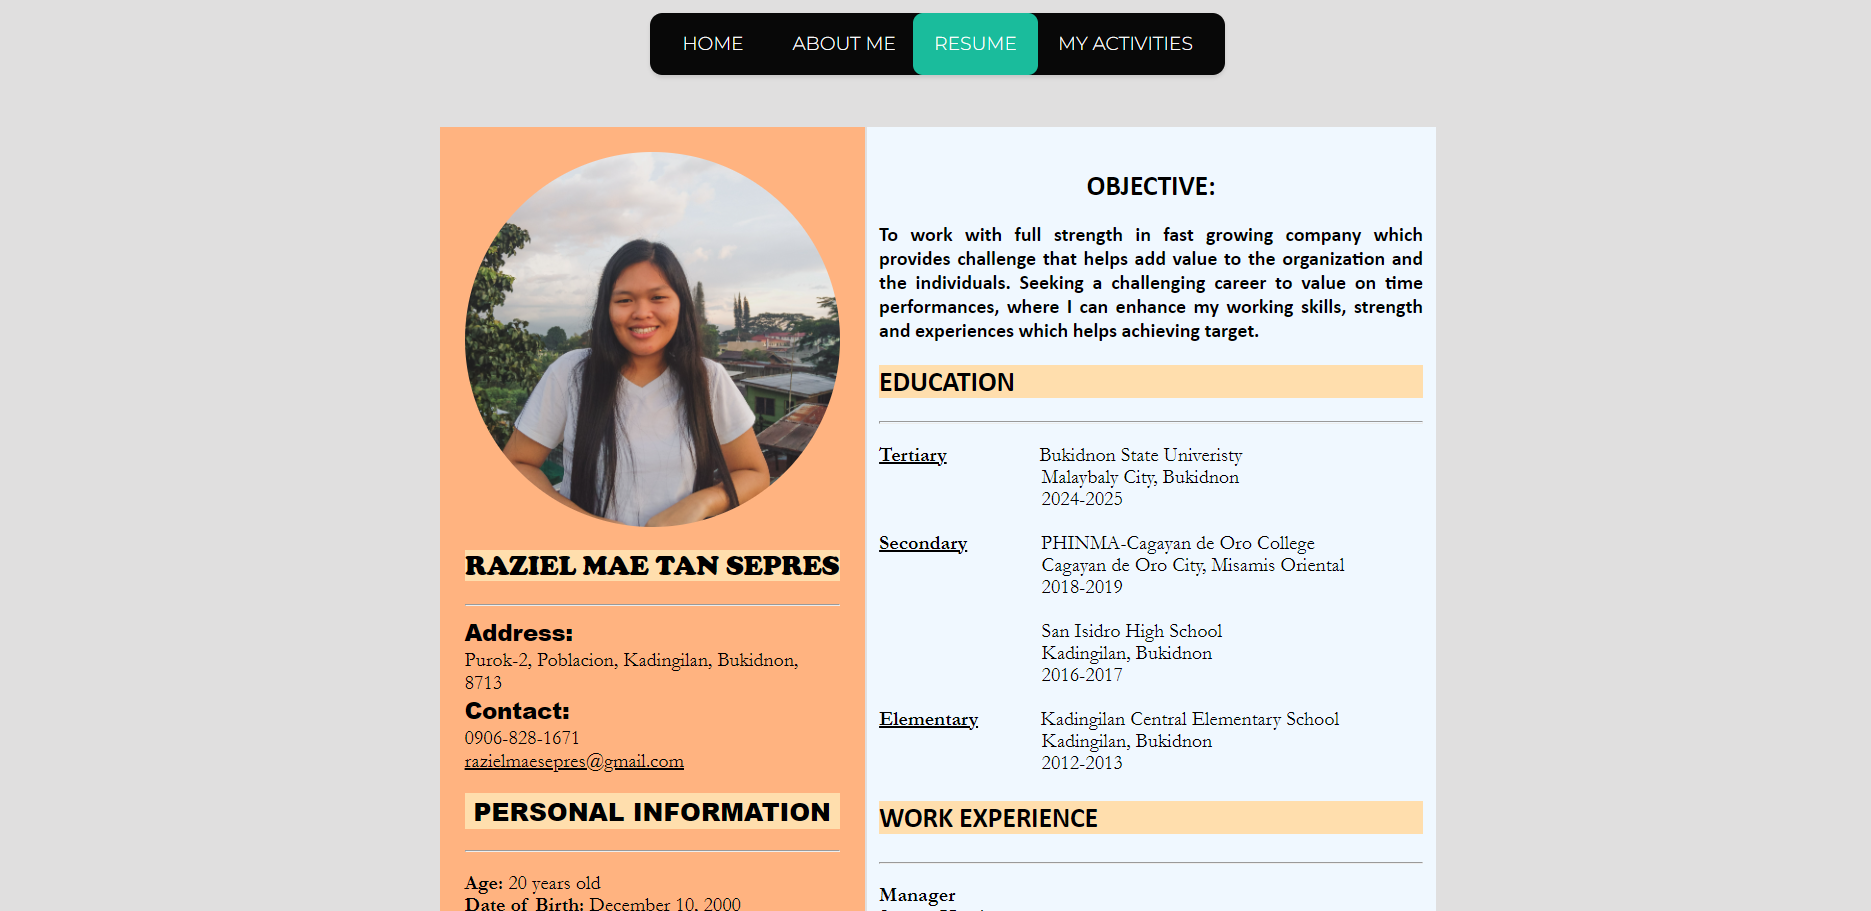 HOME ABOUT ME RESUME MY ACTIVITIES
RAZIEL MAE TAN SEPRES
Address:
Purok-2, Poblacion, Kadingilan, Bukidnon,
8713
Contact:
0906-828-1671
razielmaesepres@gmail.com
PERSONAL INFORMATION
Age: 20 years old
Date of Birth: December 10, 2000
OBJECTIVE:
To work with full strength in fast growing company which
provides challenge that helps add value to the organization and
the individuals. Seeking a challenging career to value on time
performances, where I can enhance my working skills, strength
and experiences which helps achieving target.
EDUCATION
Tertiary Bukidnon State Univeristy
Malaybaly City, Bukidnon
2024-2025
Secondary PHINMA-Cagayan de Oro College
Cagayan de Oro City, Misamis Oriental
2018-2019
San Isidro High School
Kadingilan, Bukidnon
2016-2017
Elementary Kadingilan Central Elementary School
Kadingilan, Bukidnon
2012-2013
WORK EXPERIENCE
Manager